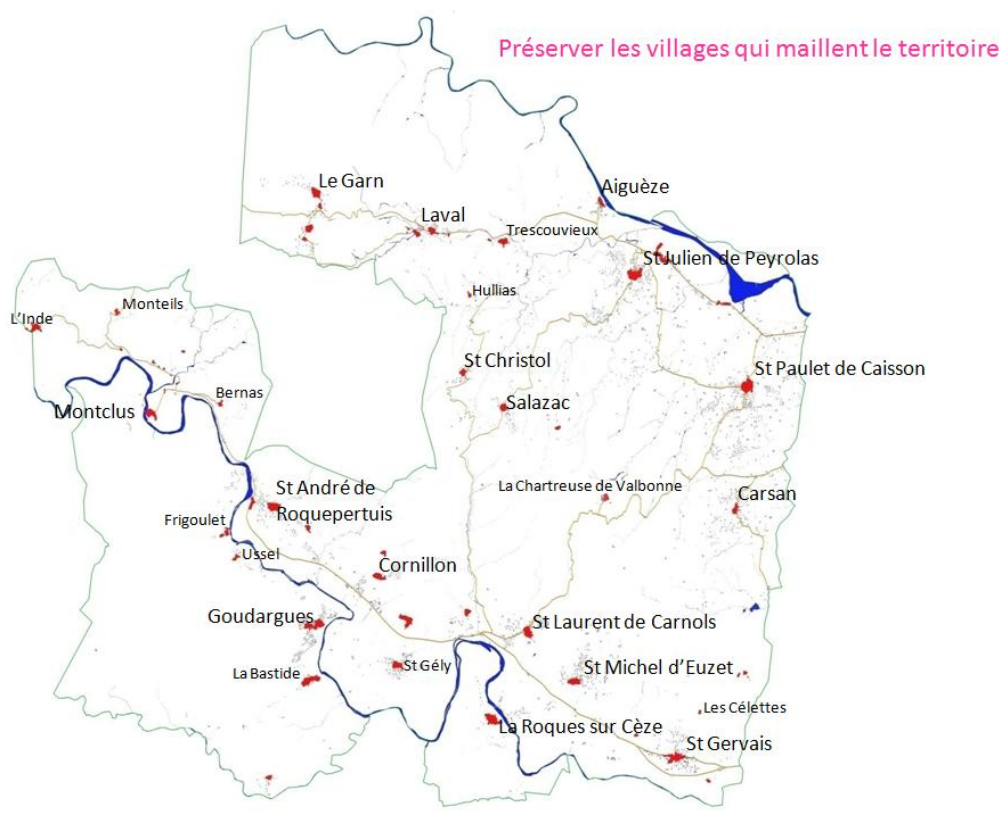 Préserver les villages qui maillent le territoire
Le Garn
Aiguèze
Laval
Trescouvieux
St Julien de Peyrolas
Hullias
Monteils
L'Inde
St Christol
St Paulet de Caisson
Bernas
Montclus
Salazac
La Chartreuse de Valbonne
St André de
Roquepertuis
Carsan
Frigoulet
Ussel
Cornillon
Goudargues
St Laurent de Carnols
La Bastide
St Gély
St Michel d'Euzet
Les Célettes
La Roques sur Cèze
St Gervais